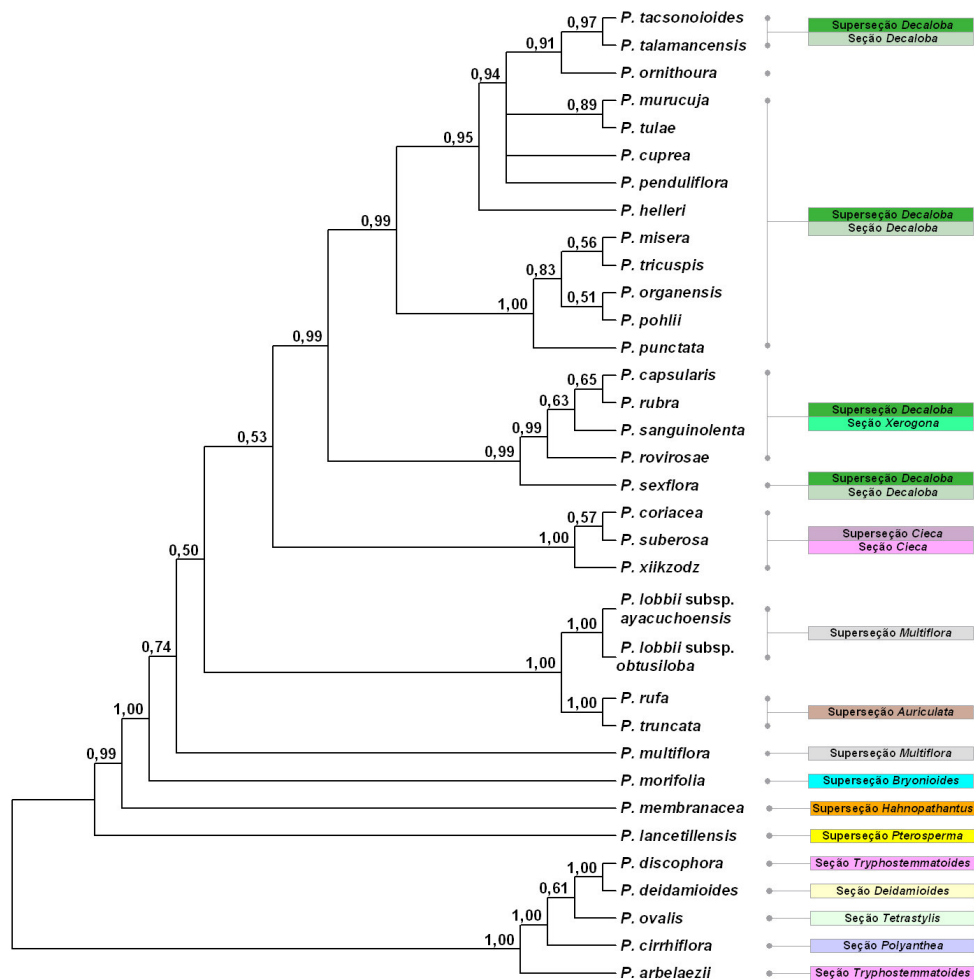 0,97
P. tacsonioides
Superseção Decaloba
P. talamancensis
Seção Decaloba
0,91
P. ornithoura
0,94
P. murucuja
0,89
P. tulae
0,95
P. cuprea
P. penduliflora
P. helleri
Superseção Decaloba
Seção Decaloba
0,99
P. misera
0,56
P. tricuspis
0,83
P. organensis
0,51
1,00
P. pohlii
P. punctata
0,99
P. capsularis
0,65
P. rubra
0,63
Superseção Decaloba
Seção Xerogona
P. sanguinolenta
0,99
P. rovirosae
0,53
0,99
P. sexflora
Superseção Decaloba
Seção Decaloba
P. coriacea
0,57
Superseção Cieca
P. suberosa
1,00
Seção Cieca
P. xiikzodz
0,50
P. lobbii subsp.
ayacuchoensis
1,00
Superseção Multiflora
P. lobbii subsp.
obtusiloba
0,74
1,00
P. rufa
1,00
Superseção Auriculata
P. truncata
1,00
P. multiflora
Superseção Multiflora
0,99
P. morifolia
Superseção Bryonioides
P. membranacea
Superseção Hahnopathantus
P. lancetillensis
Superseção Pterosperma
P. discophora
Seção Tryphostemmatoides
1,00
P. deidamioides
Seção Deidamioides
0,61
P. ovalis
Seção Tetrastylis
1,00
P. cirrhiflora
Seção Polyanthea
1,00
P. arbelaezii
Seção Tryphostemmatoides